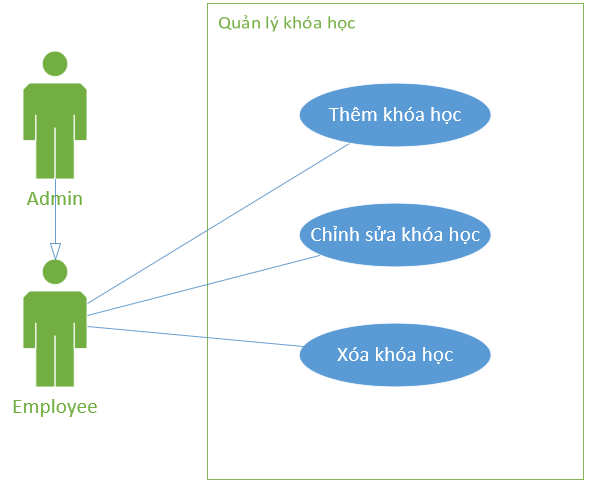 Quản lý khóa học
Thêm khóa học
Admin
Chỉnh sửa khóa học
Xóa khóa học
Employee